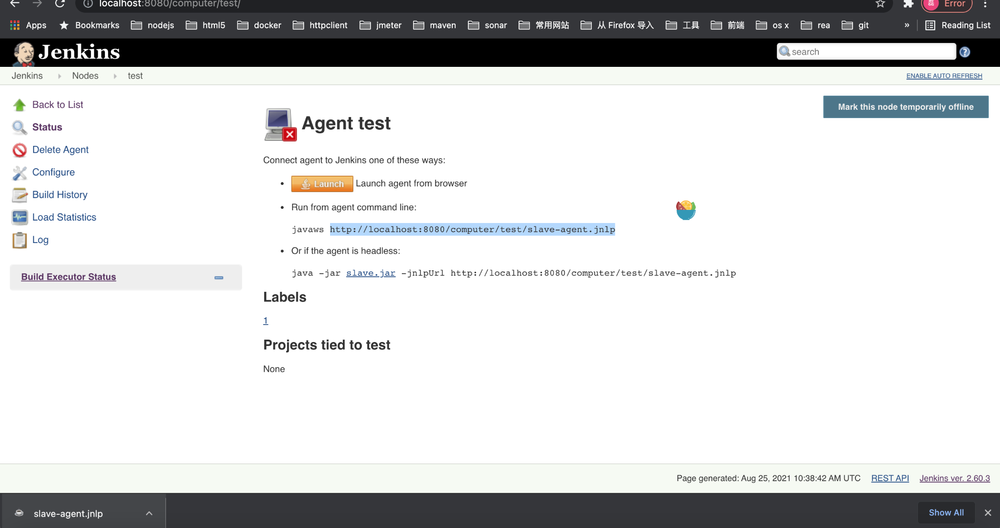 localhost:8080/computer/test/
磊 Error
Apps Bookmarks nodejs html5 docker httpclient jmeter maven sonar 常用网站 从 Firefox 导入 工具 前端 os x rea git » Reading List
Jenkins
search
?
Jenkins Nodes test
ENABLE AUTO REFRESH
Back to List
Status
Delete Agent
Configure
Build History
Load Statistics
Log
Build Executor Status
Mark this node temporarily offline
Agent test
Connect agent to Jenkins one of these ways:
• Launch Launch agent from browser
• Run from agent command line:
javaws http://localhost:8080/computer/test/slave-agent.jnlp
• Or if the agent is headless:
java -jar slave.jar -jnlpUrl http://localhost:8080/computer/test/slave-agent.jnlp
Labels
1
Projects tied to test
None
Page generated: Aug 25, 2021 10:38:42 AM UTC REST API Jenkins ver. 2.60.3
slave-agent.jnlp
Show All